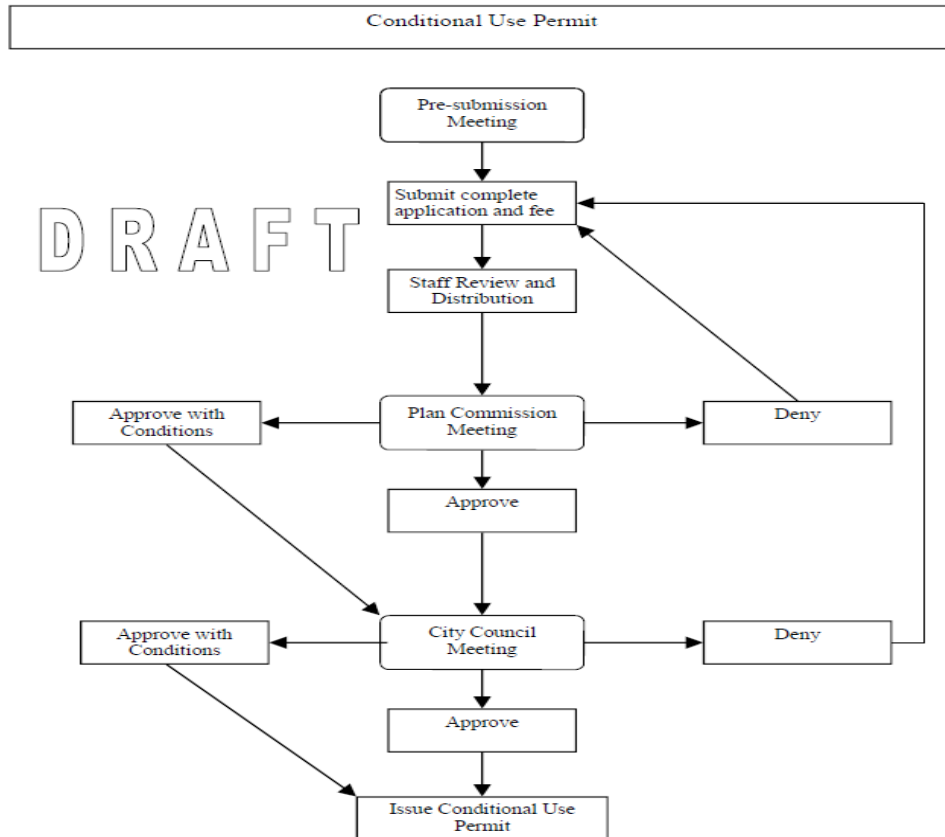 Conditional Use Permit
Pre-submission
Meeting
Submit complete
application and fee
D R A F T
Staff Review and
Distribution
Approve with
Conditions
Plan Commission
Meeting
Deny
Approve
Approve with
Conditions
City Council
Meeting
Deny
Approve
Issue Conditional Use
Permit